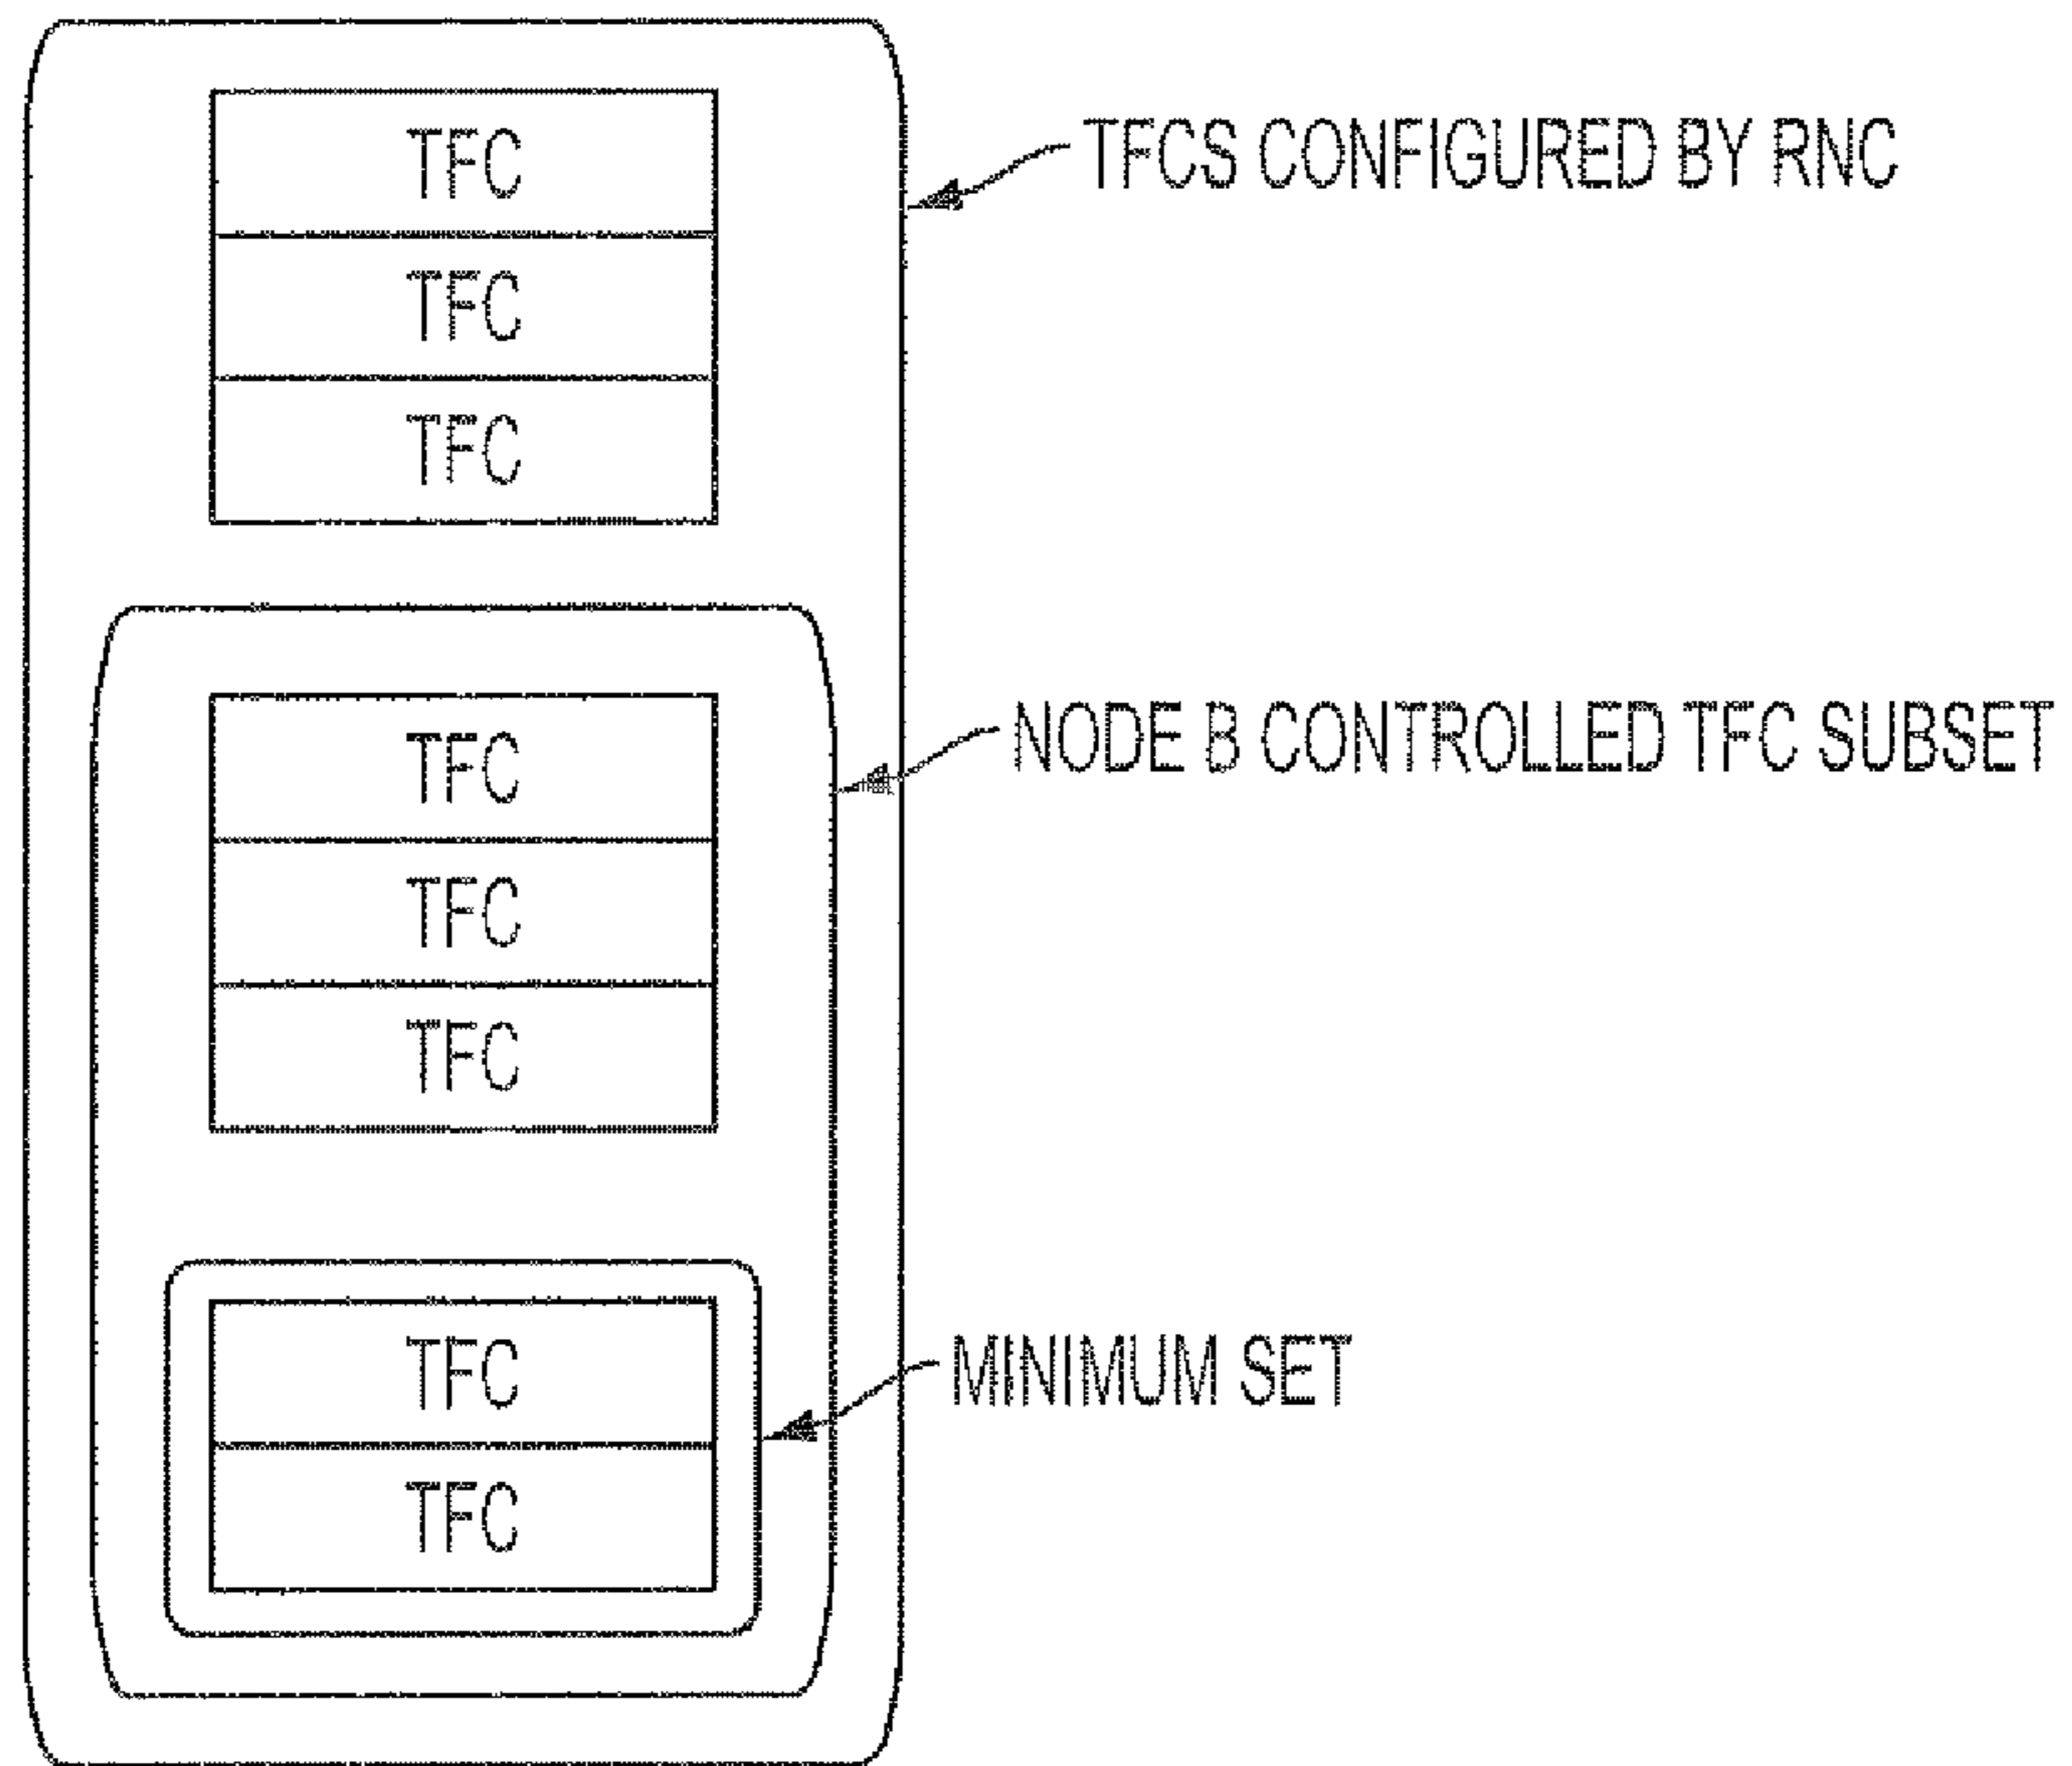 TFC
TFCS CONFIGURED BY RNC
TFC
TFC
TFC
NODE B CONTROLLED TFC SUBSET
TFC
TFC
TFC
MINIMUM SET
TFC